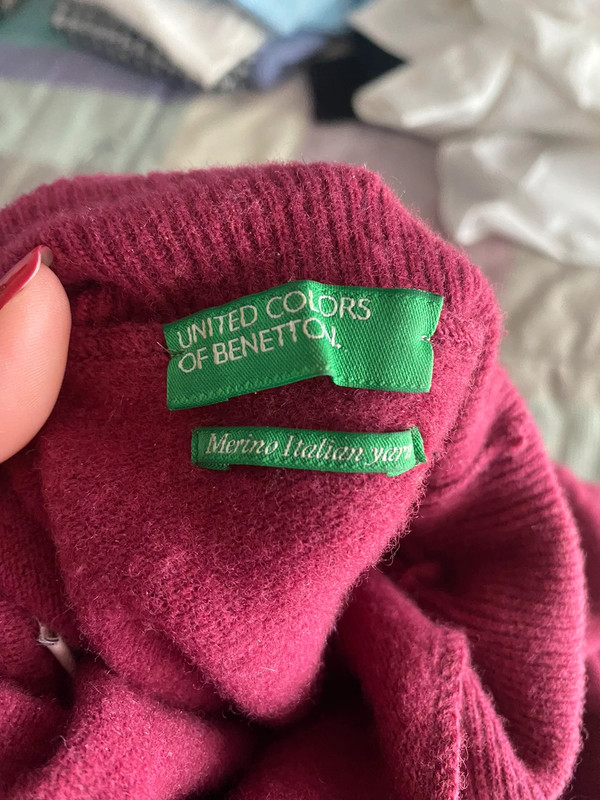 UNITED COLORS
OF BENETTON.
Merino Italian yarn